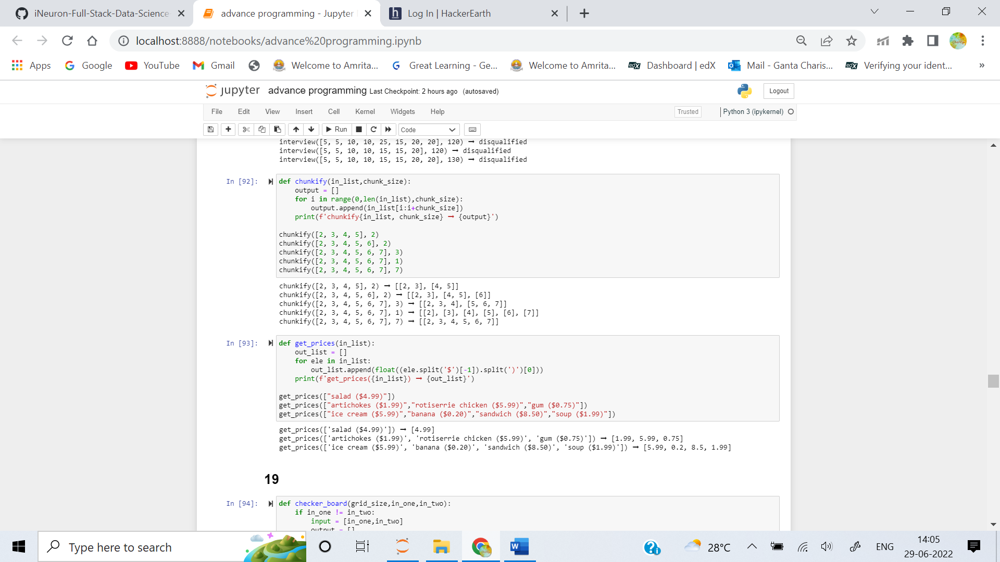 iNeuron-Full-Stack-Data-Science
advance programming - Jupyter
Log In | HackerEarth
localhost:8888/notebooks/advance%20programming.ipynb
Apps
Google
YouTube
Gmail
Welcome to Amrita...
Great Learning - Ge...
Welcome to Amrita...
Dashboard | edX
Mail - Ganta Charis...
Verifying your ident...
»
jupyter advance programming Last Checkpoint: 2 hours ago (autosaved)
Logout
File Edit View Insert Cell Kernel Widgets Help
Trusted
Python 3 (ipykernel)
Run
Code
interview([5, 5, 10, 10, 25, 15, 20, 20], 120) ➞ disqualified
interview([5, 5, 10, 10, 15, 15, 20], 120) ➞ disqualified
interview([5, 5, 10, 10, 15, 15, 20, 20], 130) ➞ disqualified
In [92]:
def chunkify(in_list,chunk_size):
    output = []
    for i in range(0,len(in_list),chunk_size):
        output.append(in_list[i:i+chunk_size])
    print(f'chunkify{in_list, chunk_size} ➞ {output}')
chunkify([2, 3, 4, 5], 2)
chunkify([2, 3, 4, 5, 6], 2)
chunkify([2, 3, 4, 5, 6, 7], 3)
chunkify([2, 3, 4, 5, 6, 7], 1)
chunkify([2, 3, 4, 5, 6, 7], 7)
chunkify([2, 3, 4, 5], 2) ➞ [[2, 3], [4, 5]]
chunkify([2, 3, 4, 5, 6], 2) ➞ [[2, 3], [4, 5], [6]]
chunkify([2, 3, 4, 5, 6, 7], 3) ➞ [[2, 3, 4], [5, 6, 7]]
chunkify([2, 3, 4, 5, 6, 7], 1) ➞ [[2], [3], [4], [5], [6], [7]]
chunkify([2, 3, 4, 5, 6, 7], 7) ➞ [[2, 3, 4, 5, 6, 7]]
In [93]:
def get_prices(in_list):
    out_list = []
    for ele in in_list:
        out_list.append(float((ele.split('$')[-1]).split(')')[0]))
    print(f'get_prices({in_list}) ➞ {out_list}')
get_prices(["salad ($4.99)"])
get_prices(["artichokes ($1.99)","rotiserrie chicken ($5.99)","gum ($0.75)"])
get_prices(["ice cream ($5.99)","banana ($0.20)","sandwich ($8.50)","soup ($1.99)"])
get_prices(['salad ($4.99)']) ➞ [4.99]
get_prices(['artichokes ($1.99)', 'rotiserrie chicken ($5.99)', 'gum ($0.75)']) ➞ [1.99, 5.99, 0.75]
get_prices(['ice cream ($5.99)', 'banana ($0.20)', 'sandwich ($8.50)', 'soup ($1.99)']) ➞ [5.99, 0.2, 8.5, 1.99]
19
In [94]:
def checker_board(grid_size,in_one,in_two):
    if in_one != in_two:
        input = [in_one,in_two]
        output = []
Type here to search
28°C
ENG
14:05
29-06-2022